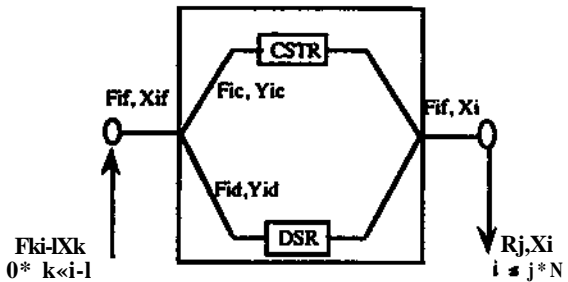 CSTR
Fif, Xif
Fic, Yic
Fif, Xi
Fid,Yid
DSR
Fki-lXk
0* k«i-l
Rj,Xi
i ≤ j*N